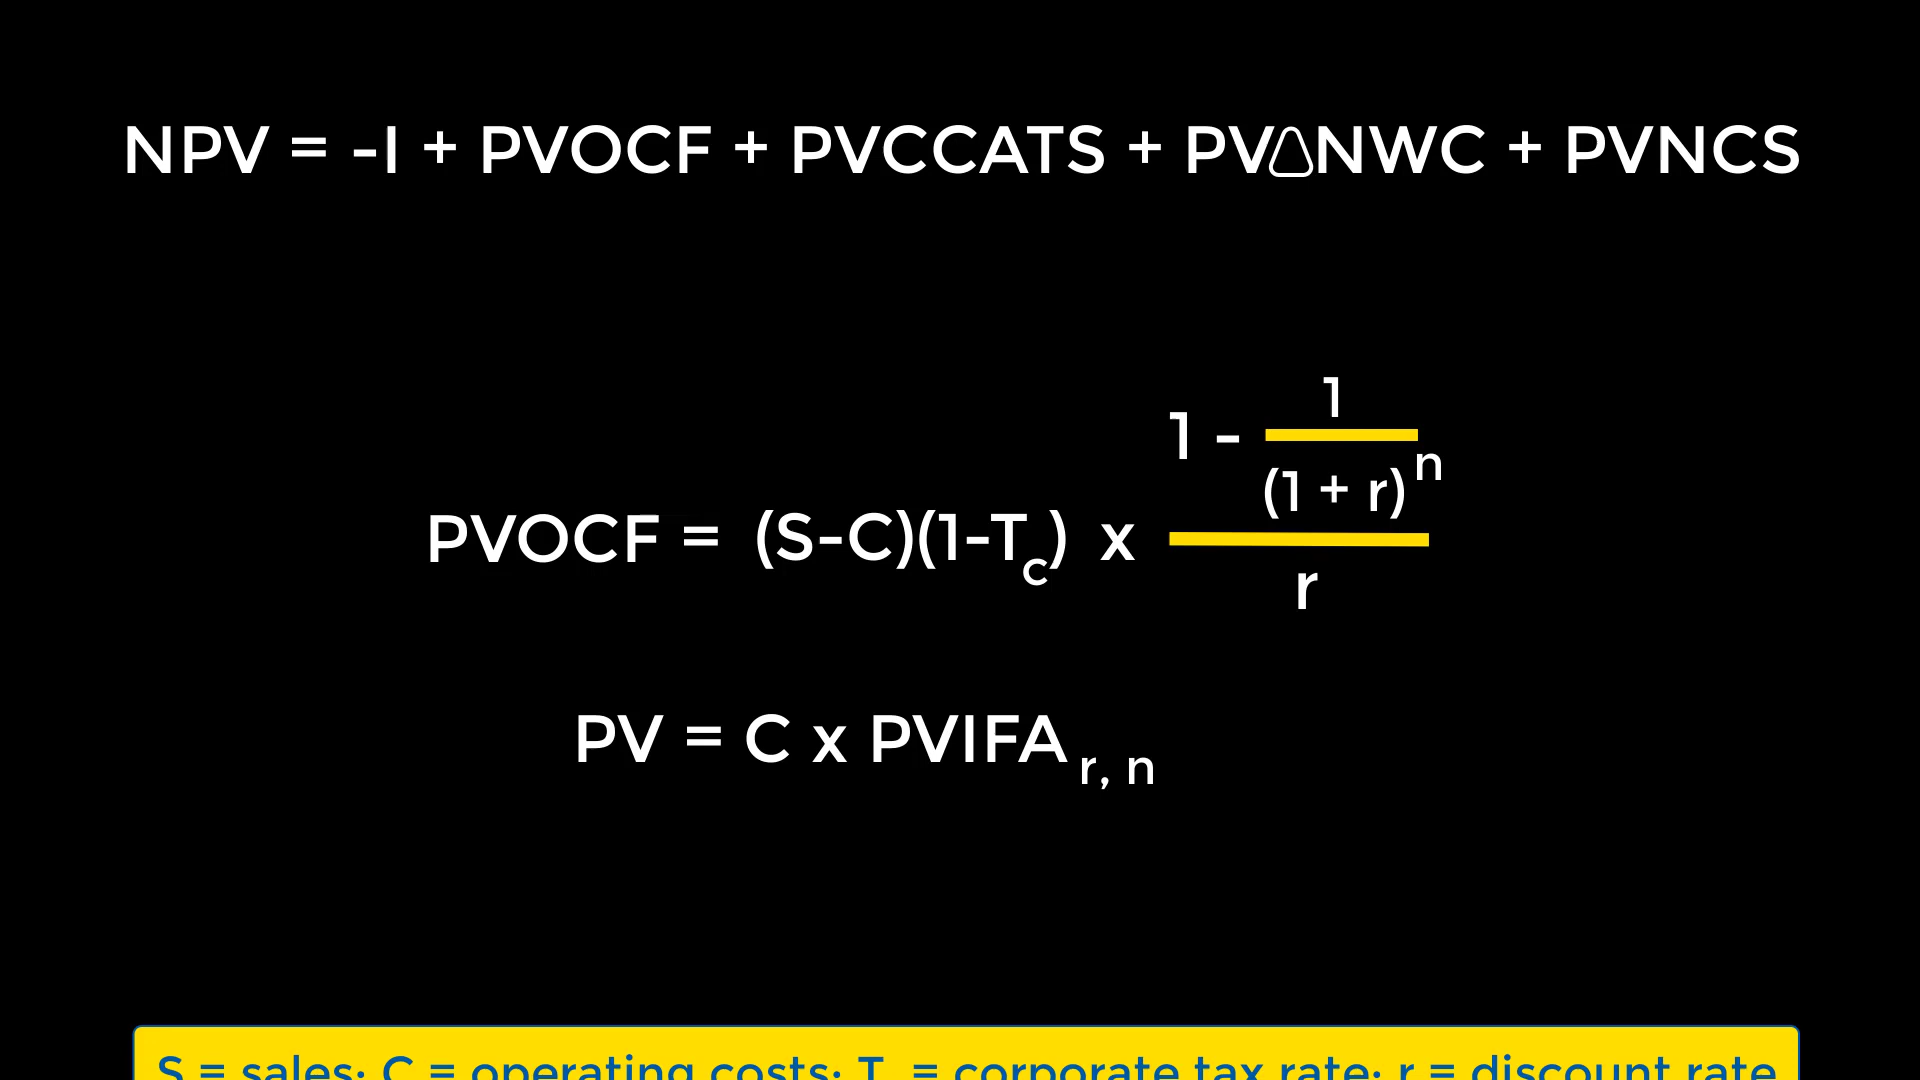 NPV = -I + PVOCF + PVCCATS + PV△NWC + PVNCS
1
1 - 
(1 + r)n
PVOCF = (S-C)(1-Tc) x
r
PV = C x PVIFA r, n
S = sales; C = operating costs; T = corporate tax rate; r = discount rate